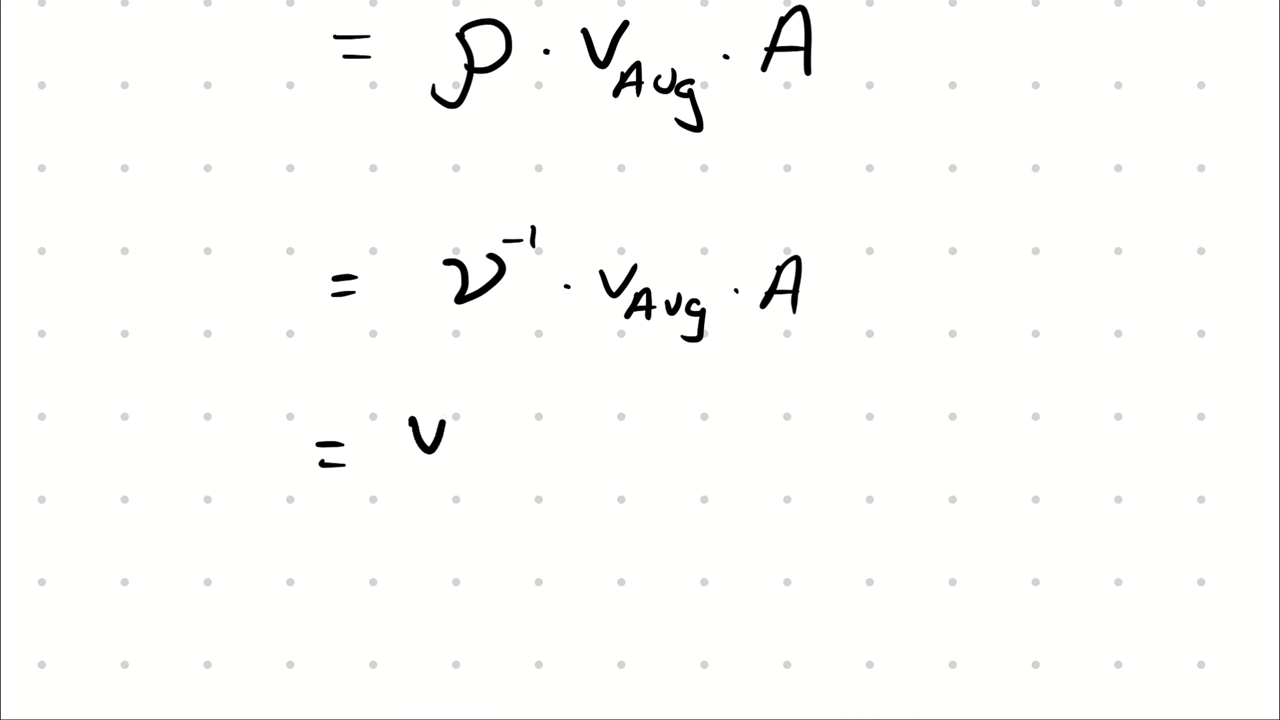 = ρ · v_Avg · A
= ν⁻¹ · v_Avg · A
= v